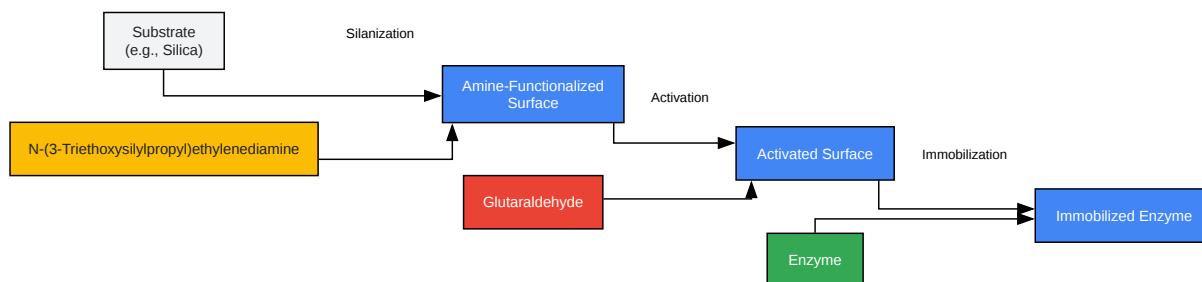 Substrate
(e.g., Silica)
Silanization
Amine-Functionalized
Surface
Activation
N-(3-Triethoxysilylpropyl)ethylenediamine
Activated Surface
Immobilization
Glutaraldehyde
Immobilized Enzyme
Enzyme